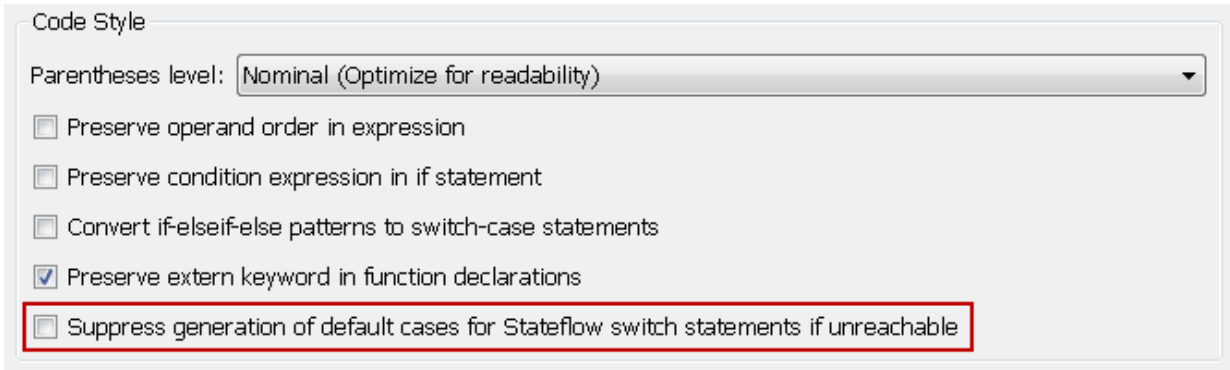 Code Style
Parentheses level: Nominal (Optimize for readability)
Preserve operand order in expression
Preserve condition expression in if statement
Convert if-elseif-else patterns to switch-case statements
Preserve extern keyword in function declarations
Suppress generation of default cases for Stateflow switch statements if unreachable